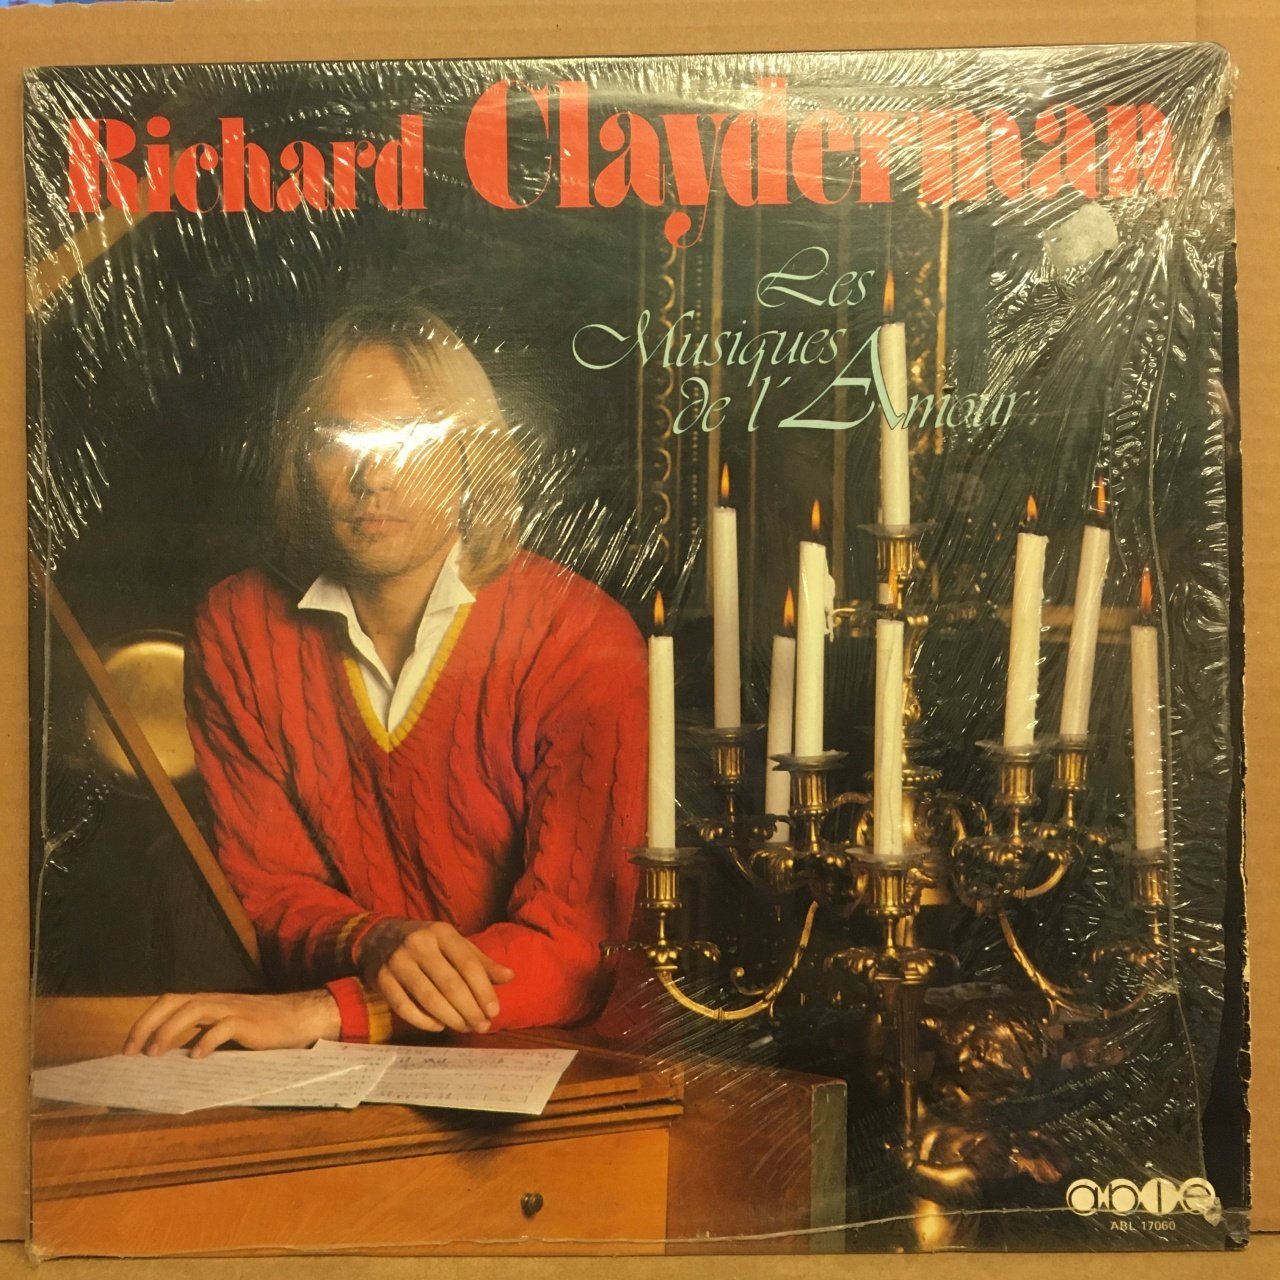 Richard Clayderman
Les
Musiques
de l'Amour
able
ABL 17060